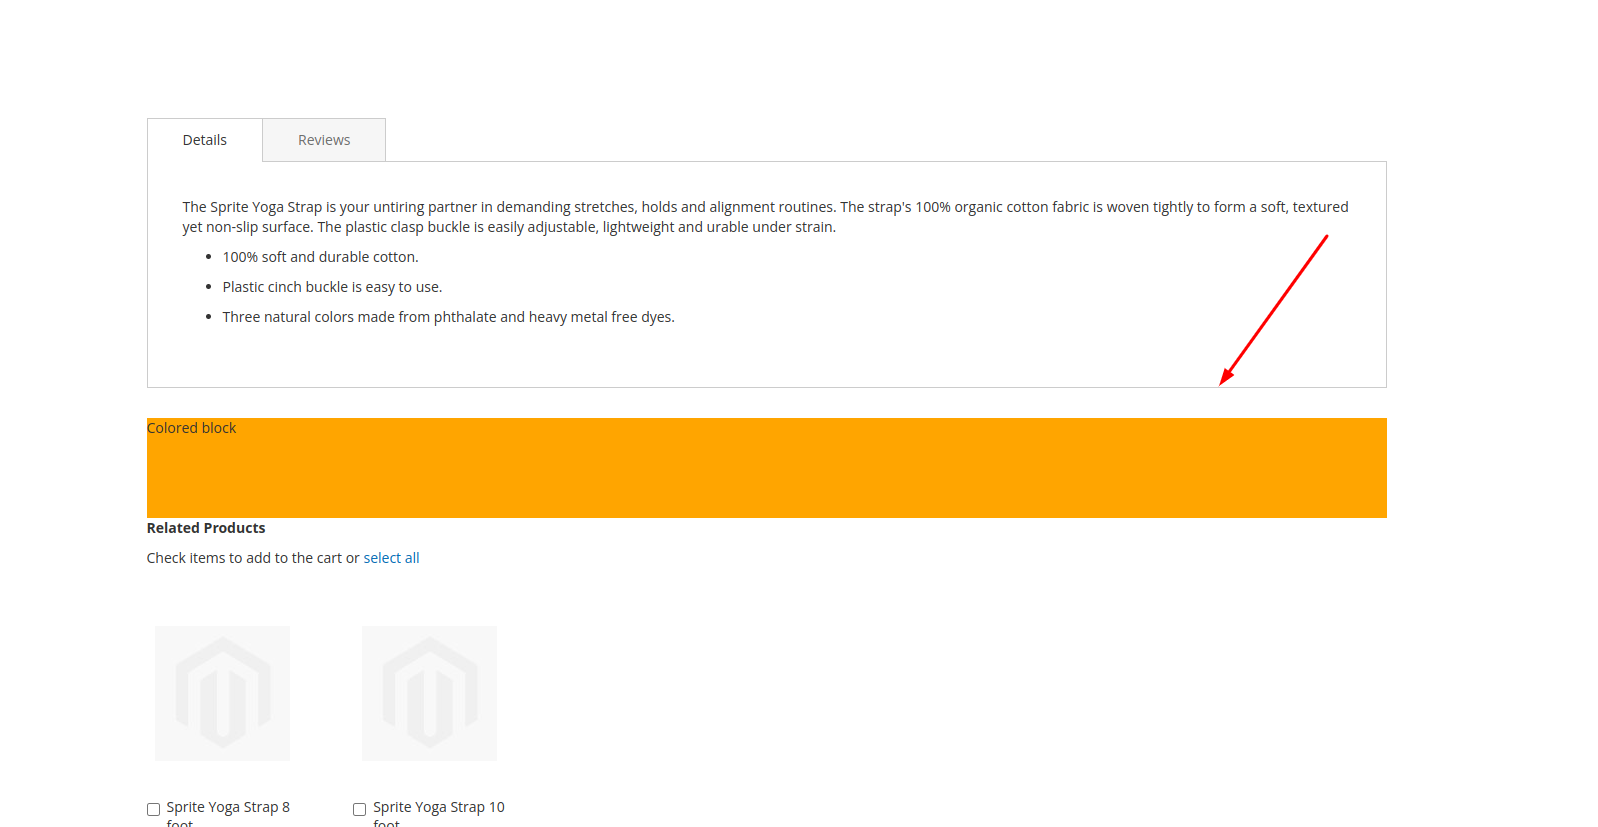 Details
Reviews
The Sprite Yoga Strap is your untiring partner in demanding stretches, holds and alignment routines. The strap's 100% organic cotton fabric is woven tightly to form a soft, textured
yet non-slip surface. The plastic clasp buckle is easily adjustable, lightweight and urable under strain.
100% soft and durable cotton.
Plastic cinch buckle is easy to use.
Three natural colors made from phthalate and heavy metal free dyes.
Colored block
Related Products
Check items to add to the cart or select all
Sprite Yoga Strap 8
foot
Sprite Yoga Strap 10
foot